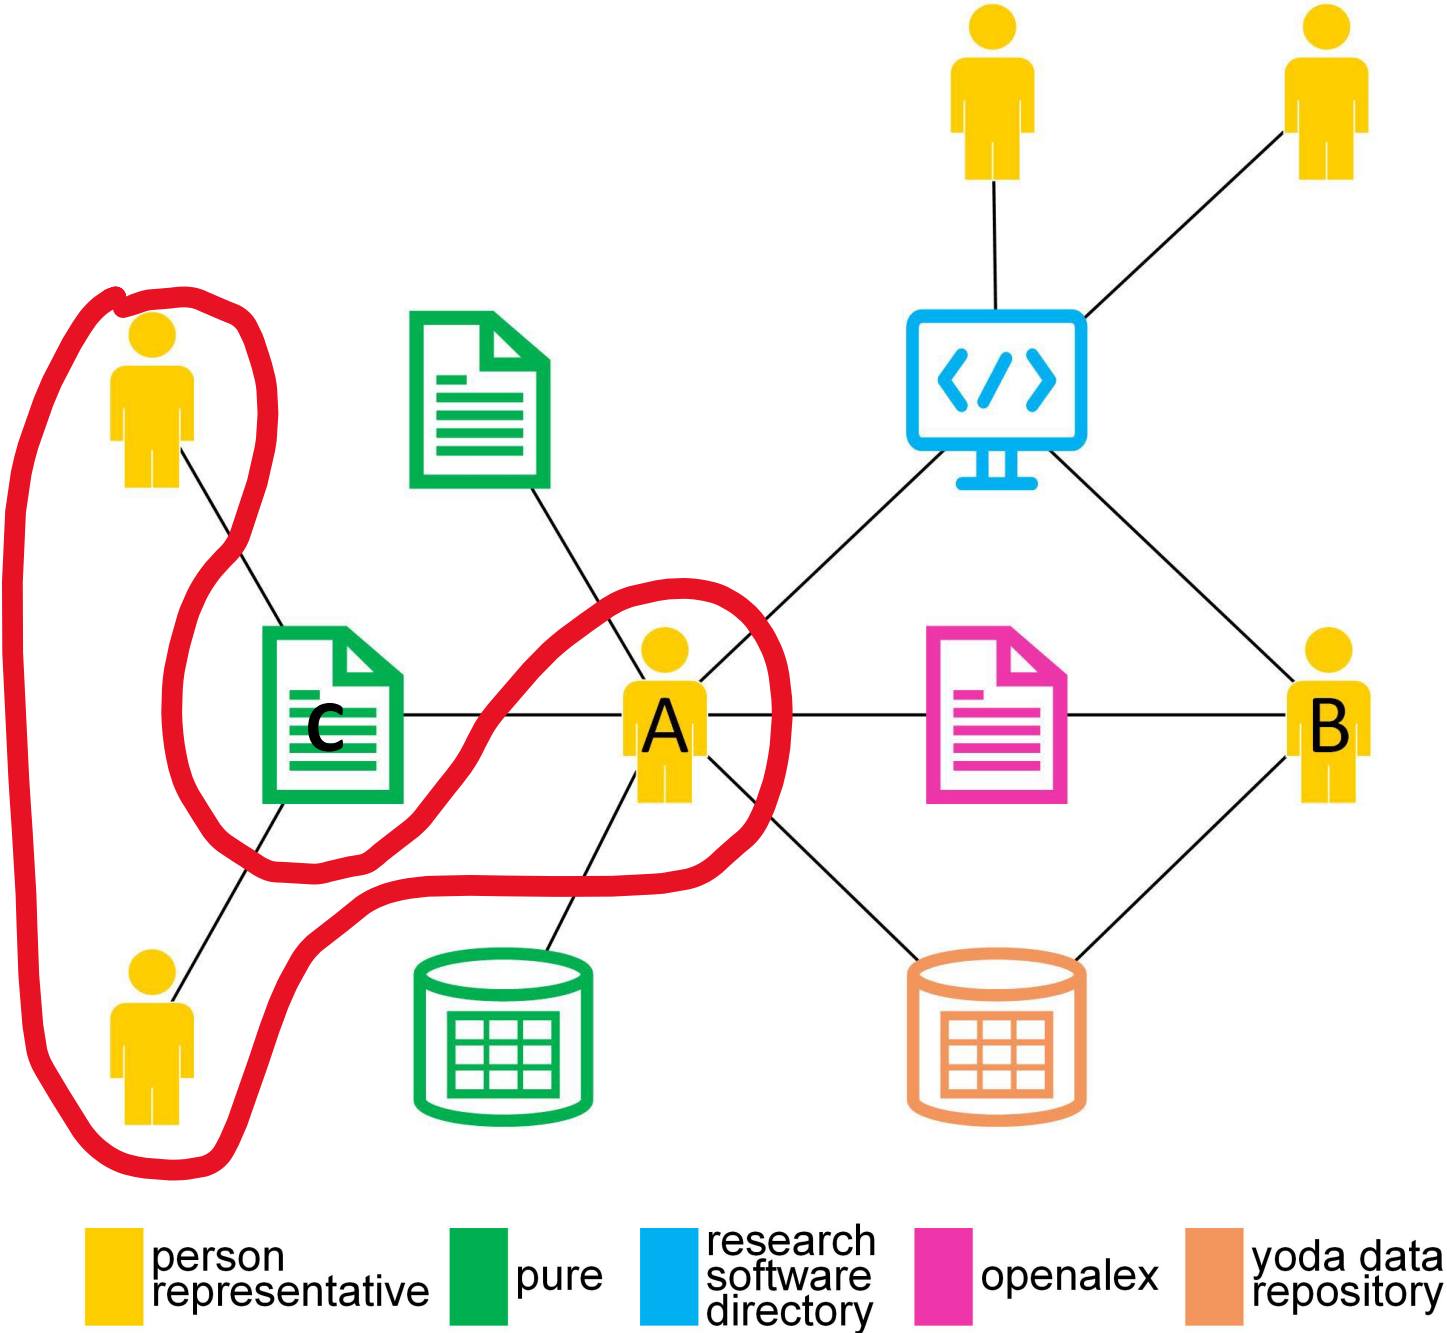 </>
C
A
B
person
representative
pure
research
software
directory
openalex
yoda data
repository